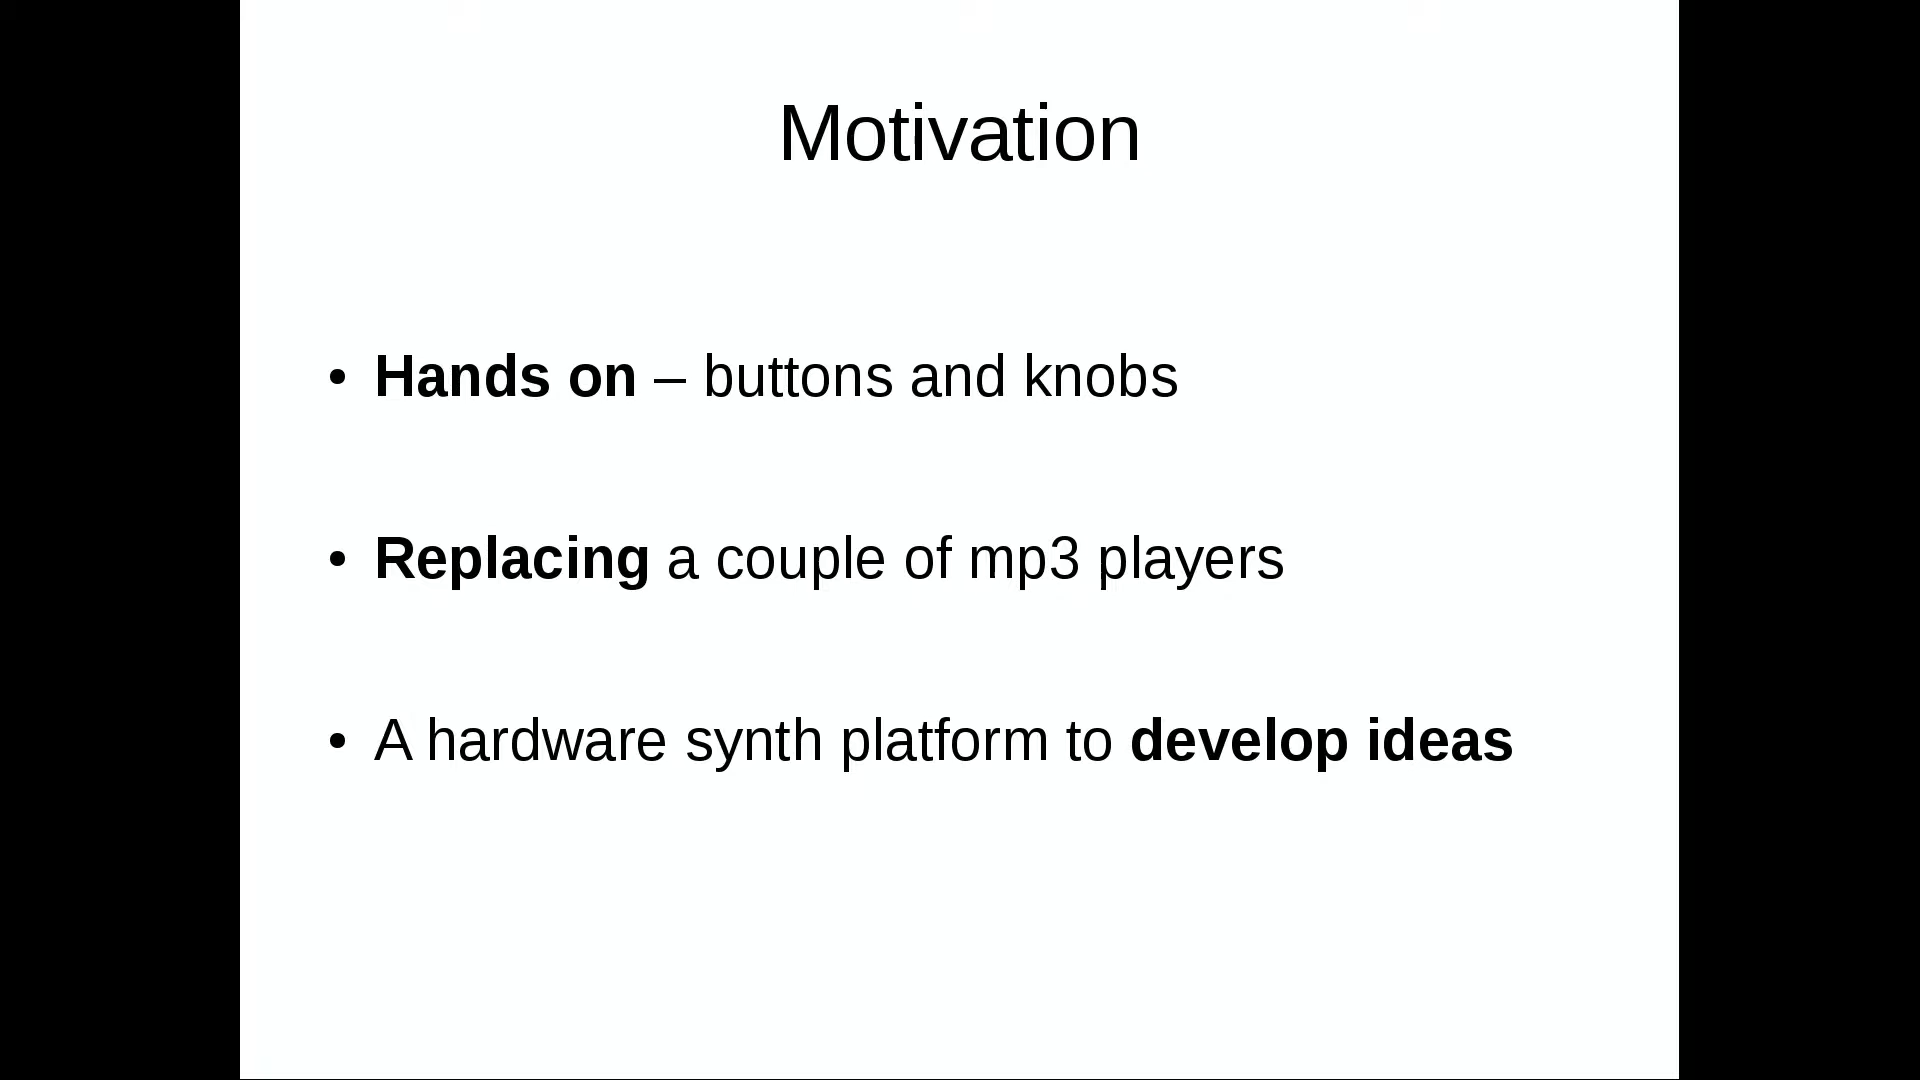 Motivation
• Hands on – buttons and knobs
• Replacing a couple of mp3 players
• A hardware synth platform to develop ideas